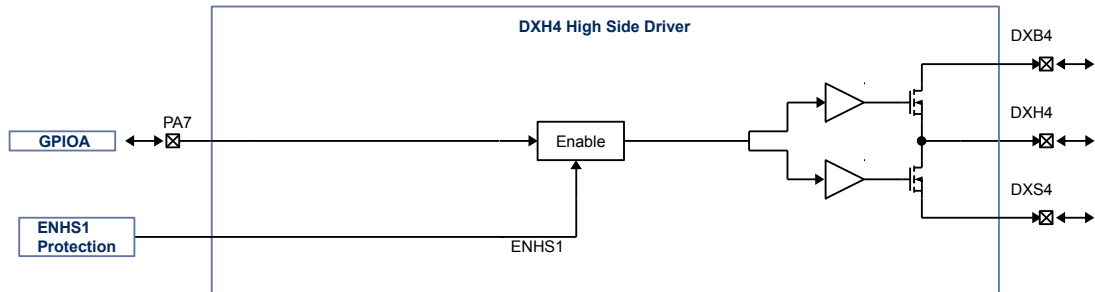 DXH4 High Side Driver
DXB4
PA7
DXH4
GPIOA
Enable
DXS4
ENHS1
Protection
ENHS1